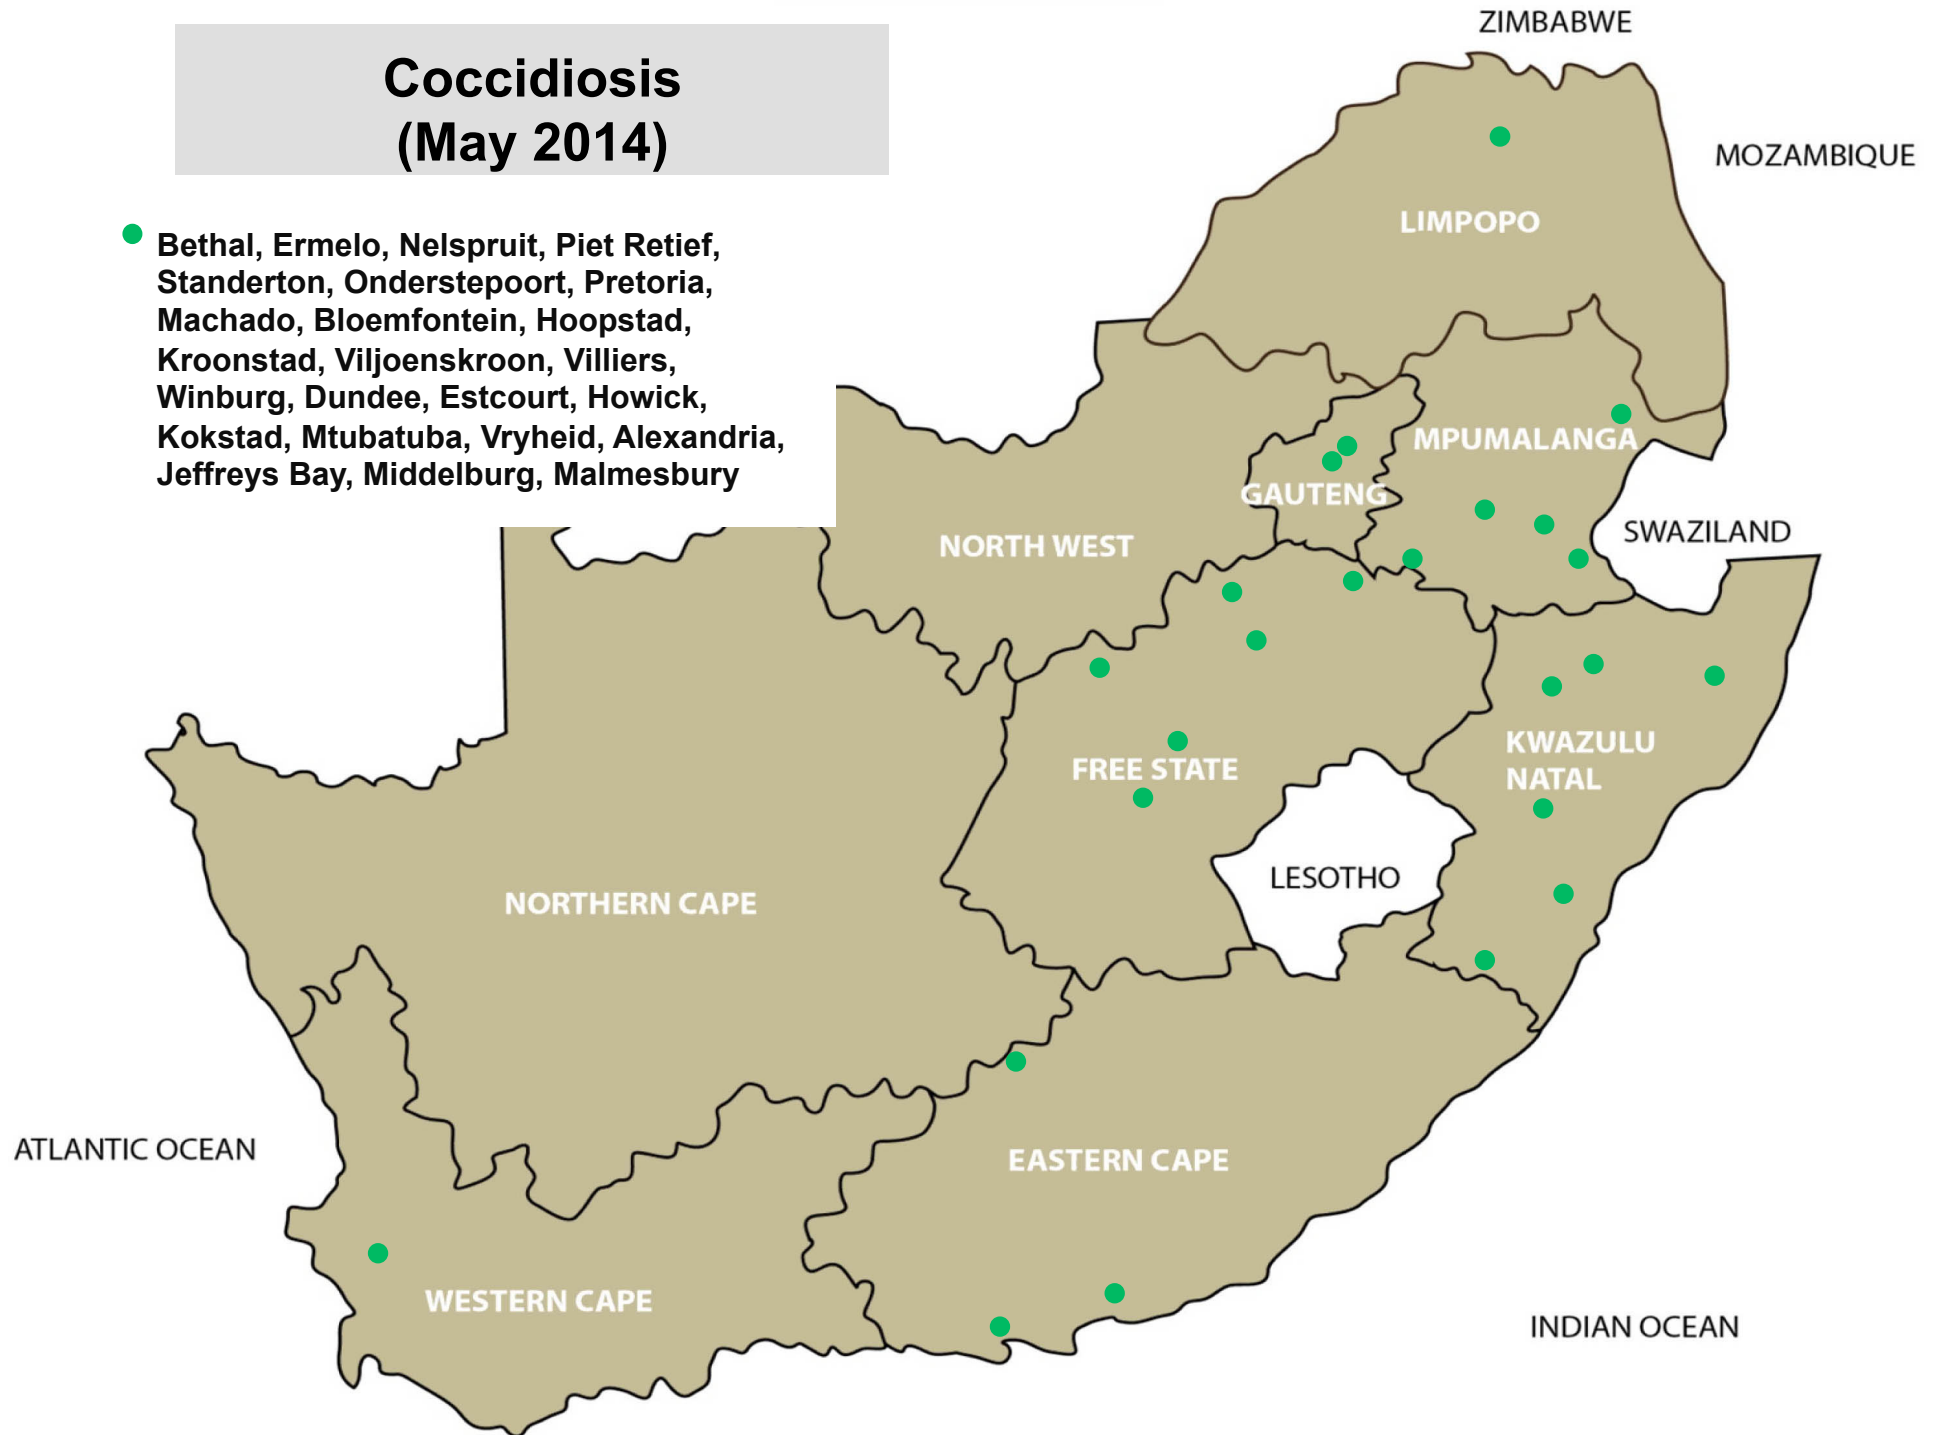 Coccidiosis
(May 2014)
Bethal, Ermelo, Nelspruit, Piet Retief,
Standerton, Onderstepoort, Pretoria,
Machado, Bloemfontein, Hoopstad,
Kroonstad, Viljoenskroon, Villiers,
Winburg, Dundee, Estcourt, Howick,
Kokstad, Mtubatuba, Vryheid, Alexandria,
Jeffreys Bay, Middelburg, Malmesbury
ZIMBABWE
MOZAMBIQUE
LIMPOPO
MPUMALANGA
GAUTENG
SWAZILAND
NORTH WEST
KWAZULU
NATAL
FREE STATE
LESOTHO
NORTHERN CAPE
ATLANTIC OCEAN
EASTERN CAPE
WESTERN CAPE
INDIAN OCEAN